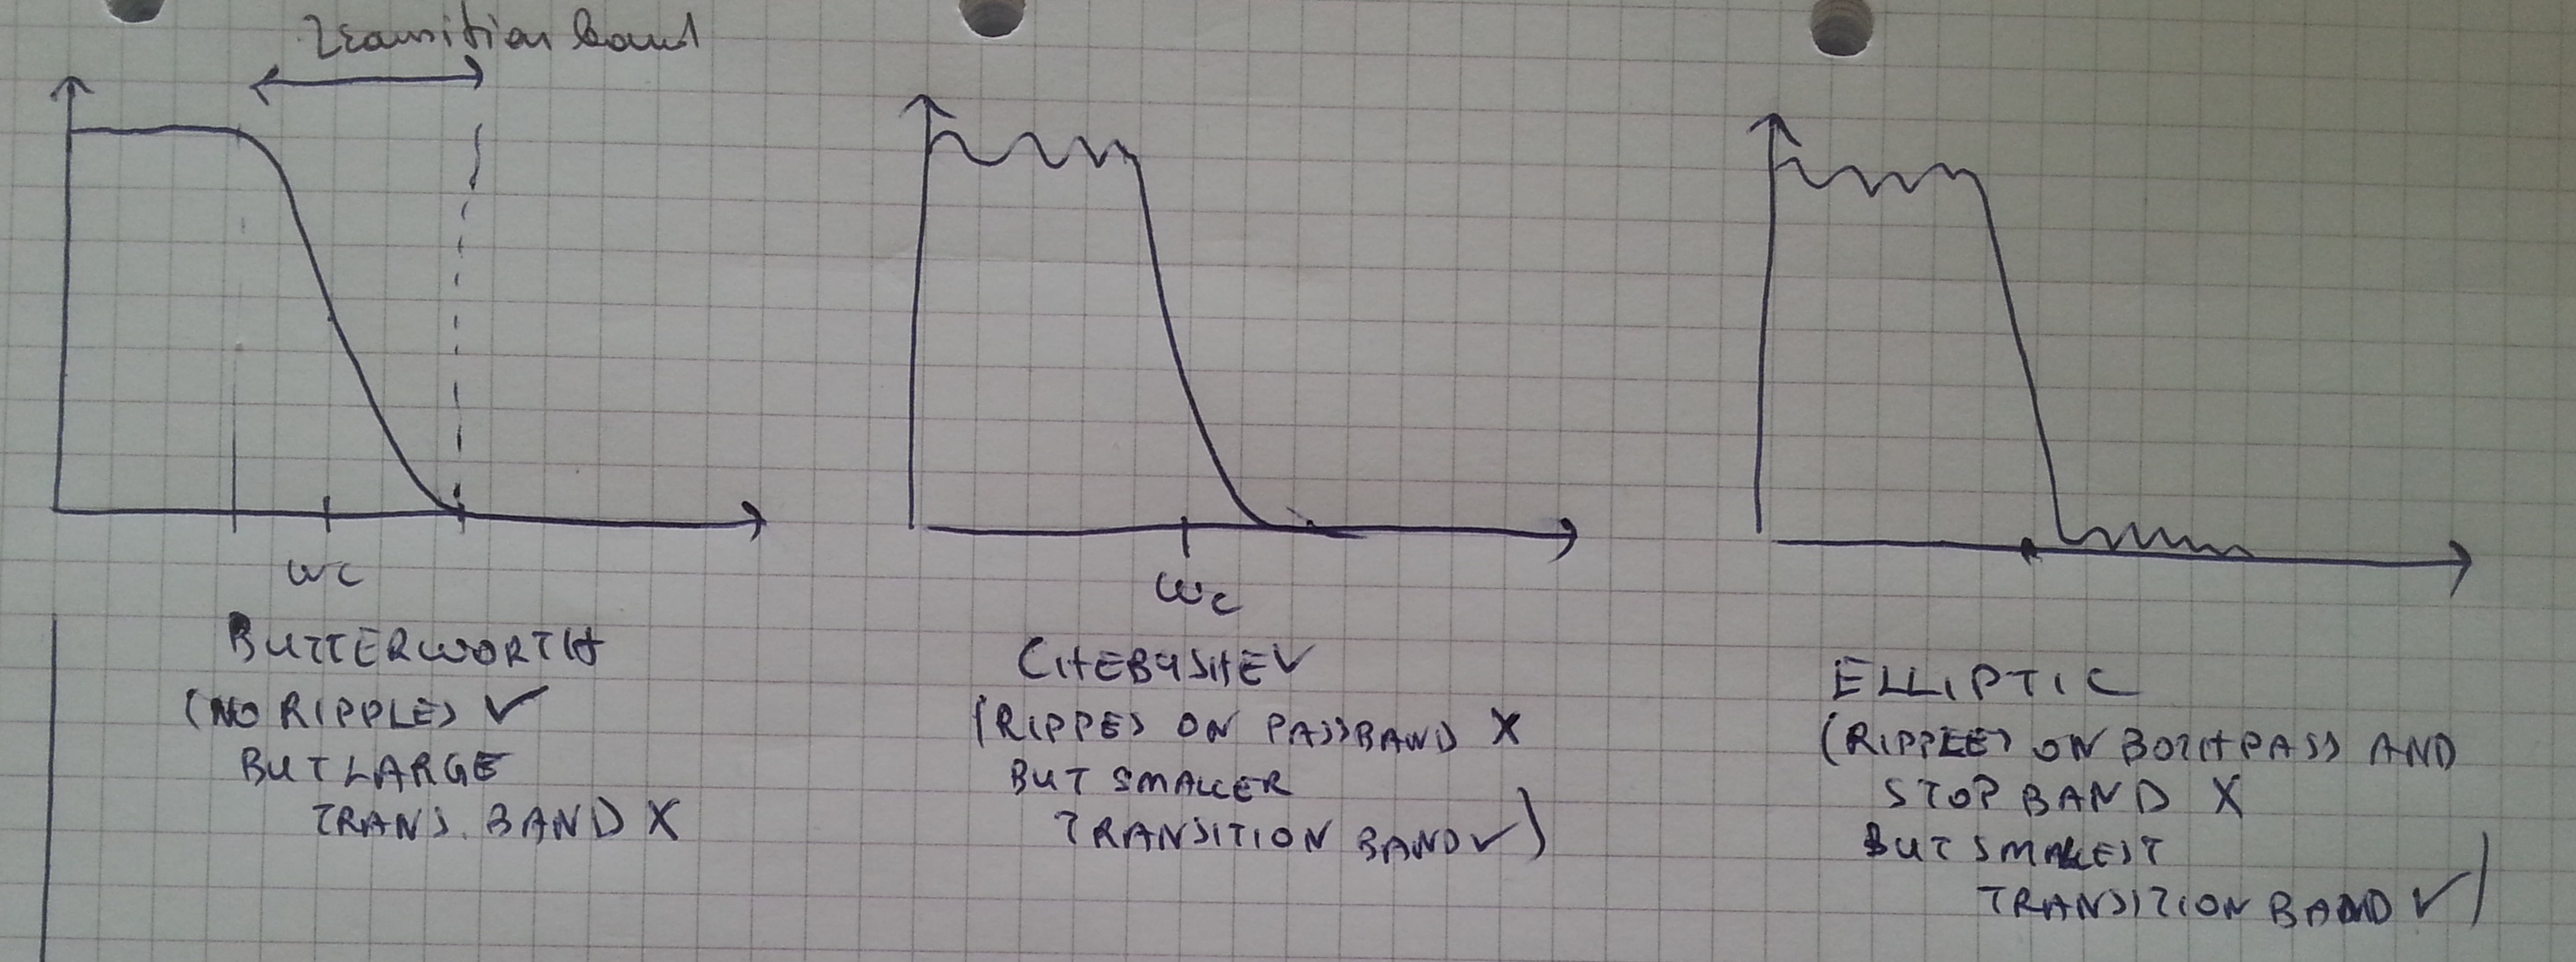 transition band
wc
BUTTERWORTH
(NO RIPPLES ✓
BUT LARGE
TRANS. BAND X
wc
CHEBYSHEV
(RIPPES ON PASSBAND X
BUT SMALLER
TRANSITION BAND ✓)
ELLIPTIC
(RIPPLES ON BOTH PASS AND
STOP BAND X
BUT SMALLEST
TRANSITION BAND ✓)